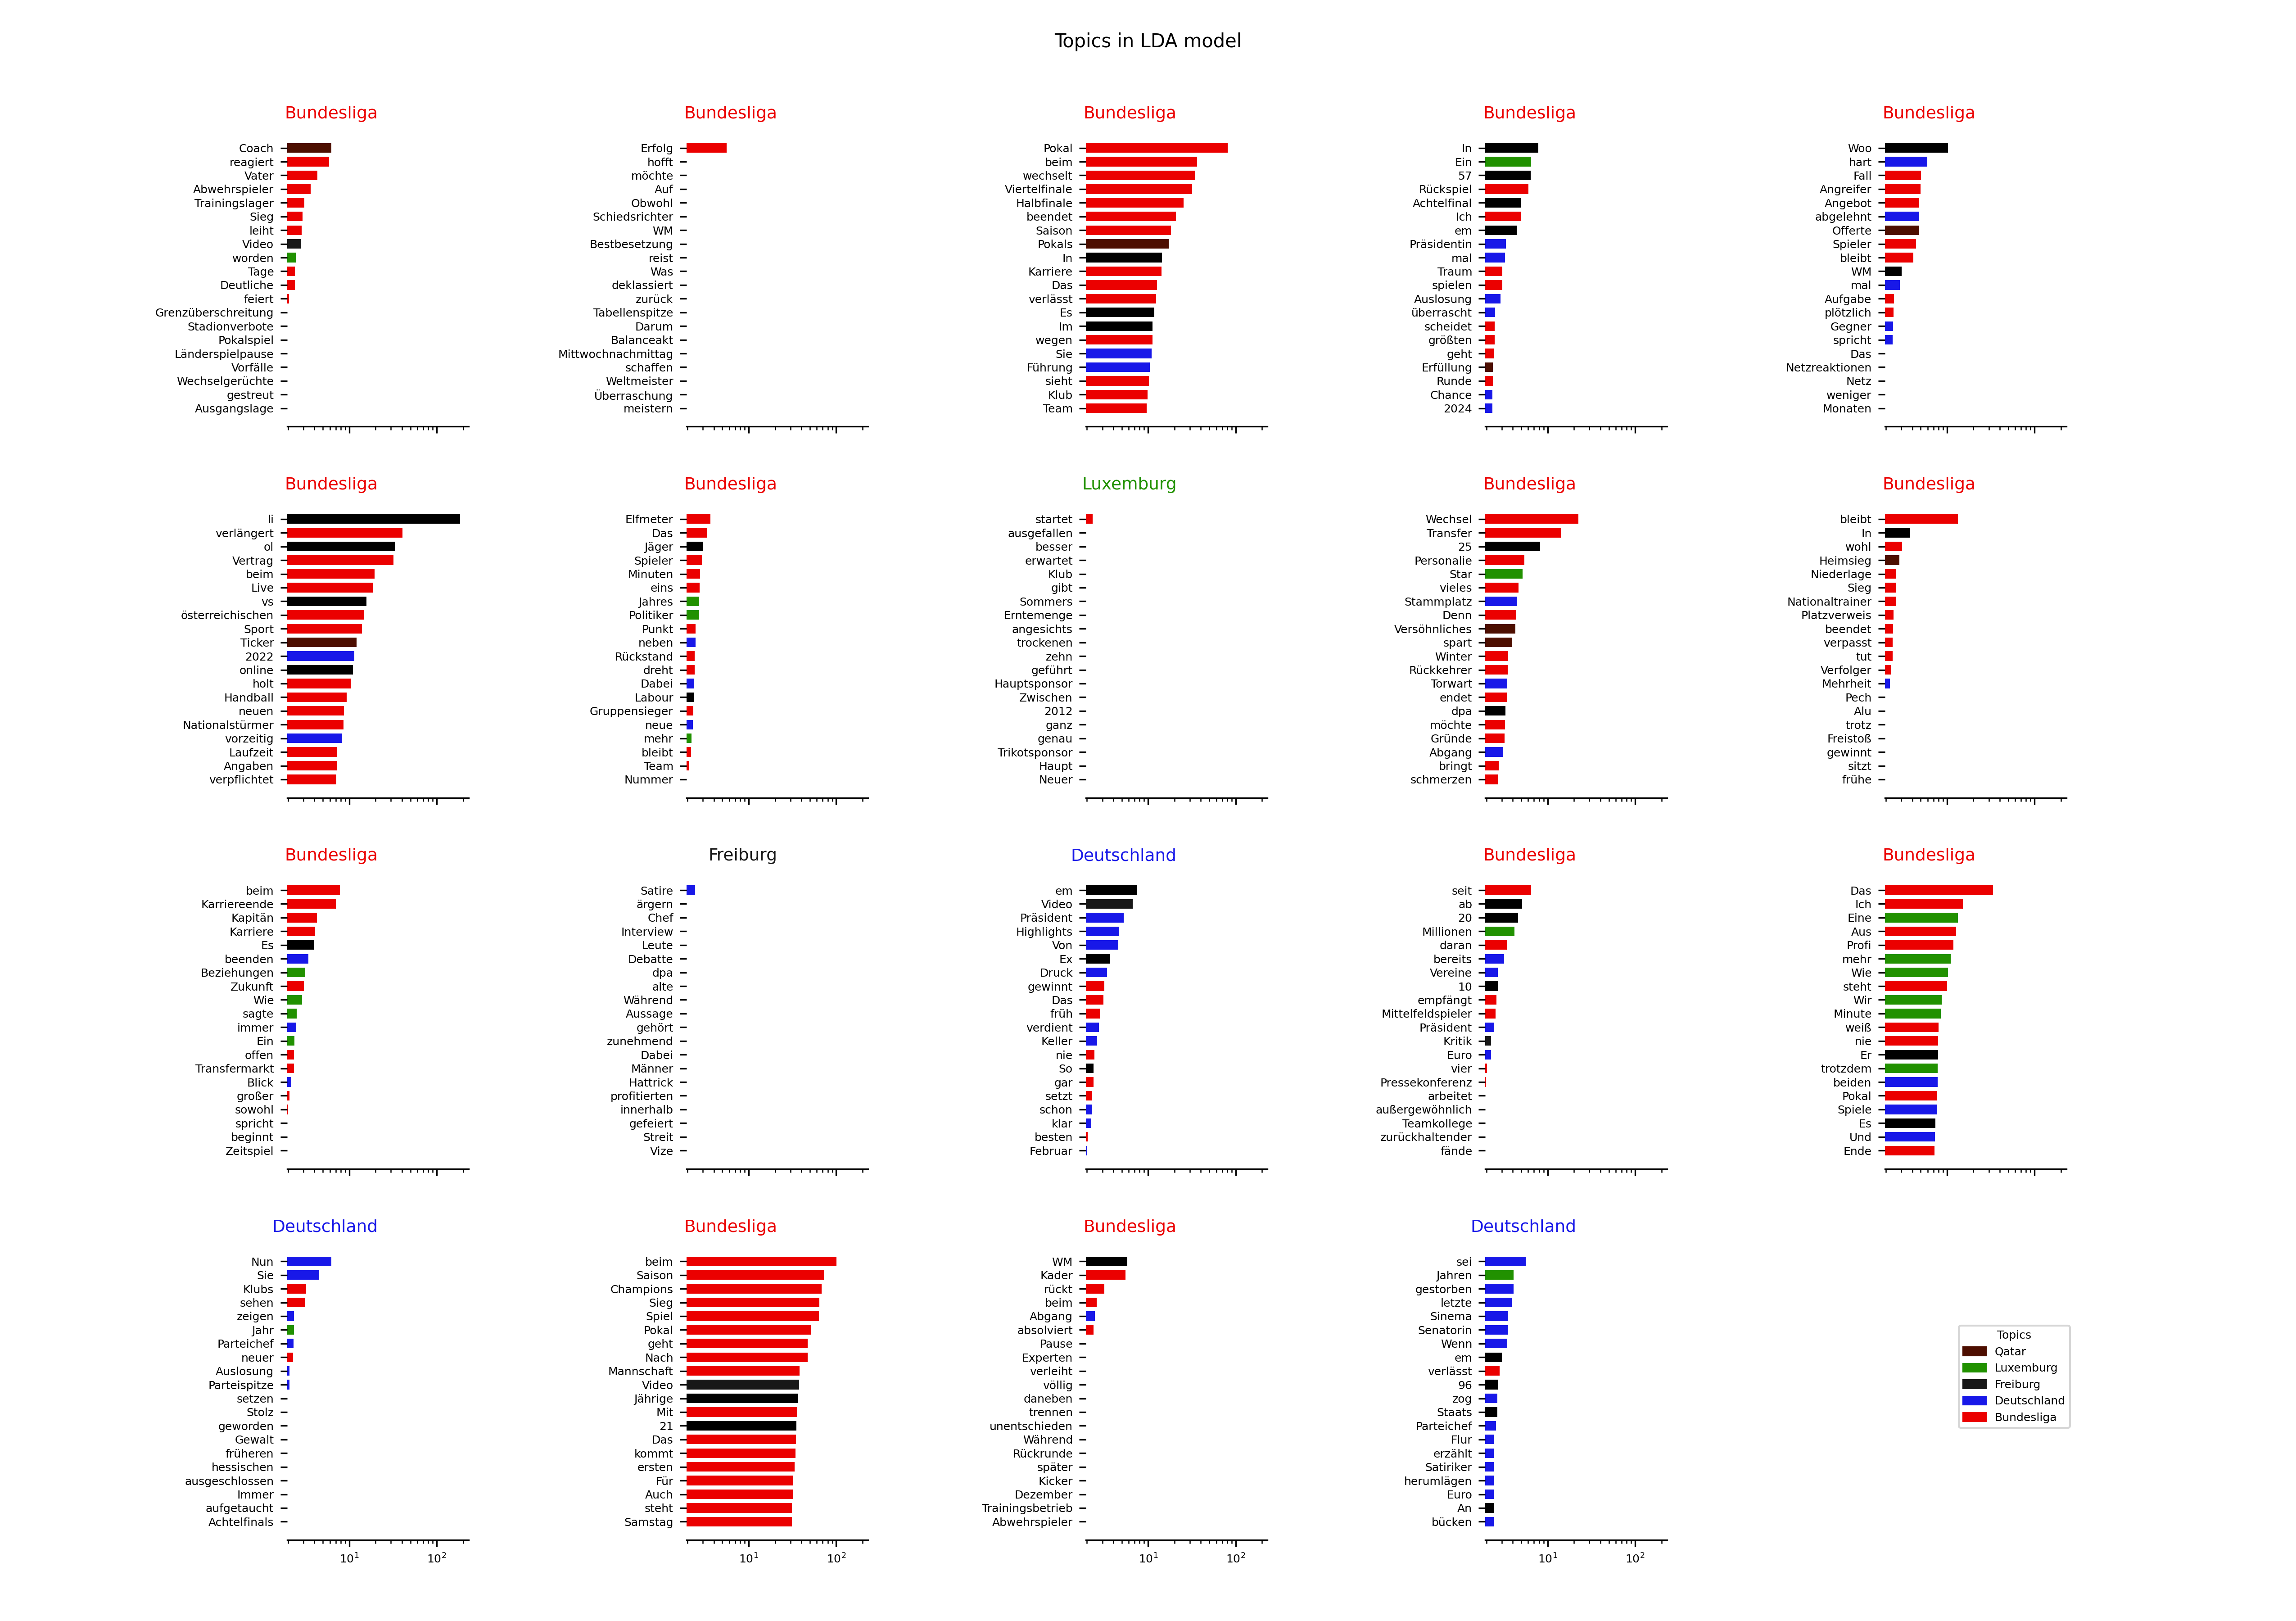 Topics in LDA model
Bundesliga
Coach
reagiert
Vater
Abwehrspieler
Trainingslager
Sieg
leiht
Video
worden
Tage
Deutliche
feiert
Grenzüberschreitung
Stadionverbote
Pokalspiel
Länderspielpause
Vorfälle
Wechselgerüchte
gestreut
Ausgangslage
Bundesliga
Erfolg
hofft
möchte
Auf
Obwohl
Schiedsrichter
WM
Bestbesetzung
reist
Was
deklassiert
zurück
Tabellenspitze
Darum
Balanceakt
Mittwochnachmittag
schaffen
Weltmeister
Überraschung
meistern
Bundesliga
Pokal
beim
wechselt
Viertelfinale
Halbfinale
beendet
Saison
Pokals
In
Karriere
Das
verlässt
Es
Im
wegen
Sie
Führung
sieht
Klub
Team
Bundesliga
In
Ein
57
Rückspiel
Achtelfinal
Ich
em
Präsidentin
mal
Traum
spielen
Auslosung
überrascht
scheidet
größten
geht
Erfüllung
Runde
Chance
2024
Bundesliga
Woo
hart
Fall
Angreifer
Angebot
abgelehnt
Offerte
Spieler
bleibt
WM
mal
Aufgabe
plötzlich
Gegner
spricht
Das
Netzreaktionen
Netz
weniger
Monaten
Bundesliga
li
verlängert
ol
Vertrag
beim
Live
vs
österreichischen
Sport
Ticker
2022
online
holt
Handball
neuen
Nationalstürmer
vorzeitig
Laufzeit
Angaben
verpflichtet
Bundesliga
Elfmeter
Das
Jäger
Spieler
Minuten
eins
Jahres
Politiker
Punkt
neben
Rückstand
dreht
Dabei
Labour
Gruppensieger
neue
mehr
bleibt
Team
Nummer
Luxemburg
startet
ausgefallen
besser
erwartet
Klub
gibt
Sommers
Erntemenge
angesichts
trockenen
zehn
geführt
Hauptsponsor
Zwischen
2012
ganz
genau
Trikotsponsor
Haupt
Neuer
Bundesliga
Wechsel
Transfer
25
Personalie
Star
vieles
Stammplatz
Denn
Versöhnliches
spart
Winter
Rückkehrer
Torwart
endet
dpa
möchte
Gründe
Abgang
bringt
schmerzen
Bundesliga
bleibt
In
wohl
Heimsieg
Niederlage
Sieg
Nationaltrainer
Platzverweis
beendet
verpasst
tut
Verfolger
Mehrheit
Pech
Alu
trotz
Freistoß
gewinnt
sitzt
frühe
Bundesliga
beim
Karriereende
Kapitän
Karriere
Es
beenden
Beziehungen
Zukunft
Wie
sagte
immer
Ein
offen
Transfermarkt
Blick
großer
sowohl
spricht
beginnt
Zeitspiel
Freiburg
Satire
ärgern
Chef
Interview
Leute
Debatte
dpa
alte
Während
Aussage
gehört
zunehmend
Dabei
Männer
Hattrick
profitierten
innerhalb
gefeiert
Streit
Vize
Deutschland
em
Video
Präsident
Highlights
Von
Ex
Druck
gewinnt
Das
früh
verdient
Keller
nie
So
gar
setzt
schon
klar
besten
Februar
Bundesliga
seit
ab
20
Millionen
daran
bereits
Vereine
10
empfängt
Mittelfeldspieler
Präsident
Kritik
Euro
vier
Pressekonferenz
arbeitet
außergewöhnlich
Teamkollege
zurückhaltender
fände
Bundesliga
Das
Ich
Eine
Aus
Profi
mehr
Wie
steht
Wir
Minute
weiß
nie
Er
trotzdem
beiden
Pokal
Spiele
Es
Und
Ende
Deutschland
Nun
Sie
Klubs
sehen
zeigen
Jahr
Parteichef
neuer
Auslosung
Parteispitze
setzen
Stolz
geworden
Gewalt
früheren
hessischen
ausgeschlossen
Immer
aufgetaucht
Achtelfinals
10¹ 10²
Bundesliga
beim
Saison
Champions
Sieg
Spiel
Pokal
geht
Nach
Mannschaft
Video
Jährige
Mit
21
Das
kommt
ersten
Für
Auch
steht
Samstag
10¹ 10²
Bundesliga
WM
Kader
rückt
beim
Abgang
absolviert
Pause
Experten
verleiht
völlig
daneben
trennen
unentschieden
Während
Rückrunde
später
Kicker
Dezember
Trainingsbetrieb
Abwehrspieler
10¹ 10²
Deutschland
sei
Jahren
gestorben
letzte
Sinema
Senatorin
Wenn
em
verlässt
96
zog
Staats
Parteichef
Flur
erzählt
Satiriker
herumlägen
Euro
An
bücken
10¹ 10²
Topics
Qatar
Luxemburg
Freiburg
Deutschland
Bundesliga